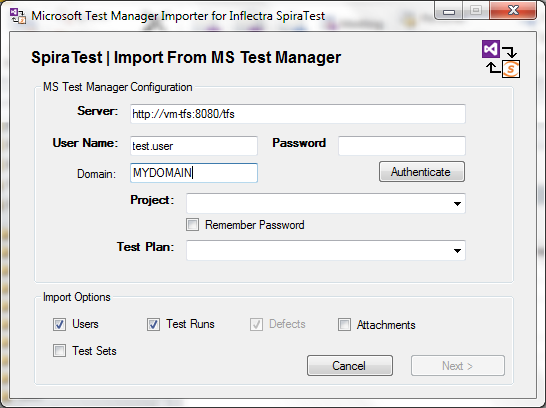 Microsoft Test Manager Importer for Inflectra SpiraTest
SpiraTest | Import From MS Test Manager
MS Test Manager Configuration
Server: http://vm-tfs:8080/tfs
User Name: test.user Password
Domain: MYDOMAIN Authenticate
Project:
Remember Password
Test Plan:
Import Options
Users Test Runs Defects Attachments
Test Sets
Cancel Next >